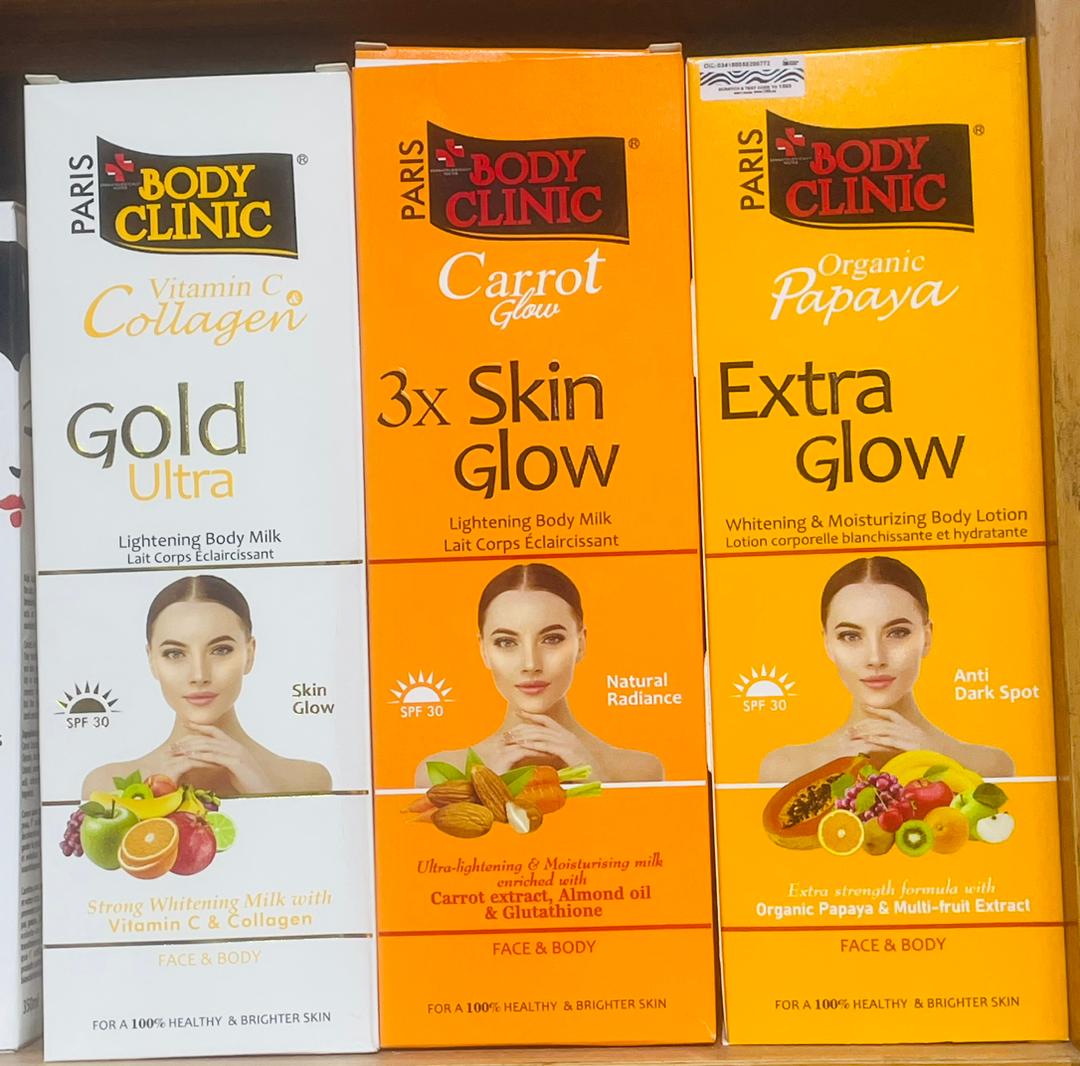 PARIS
BODY
CLINIC
®
Vitamin C &
Collagen
Gold
Ultra
Lightening Body Milk
Lait Corps Éclaircissant
SPF 30
Skin
Glow
Strong Whitening Milk with
Vitamin C & Collagen
FACE & BODY
FOR A 100% HEALTHY & BRIGHTER SKIN
PARIS
BODY
CLINIC
®
Carrot
Glow
3x Skin
Glow
Lightening Body Milk
Lait Corps Éclaircissant
SPF 30
Natural
Radiance
Ultra-lightening & Moisturising milk
enriched with
Carrot extract, Almond oil
& Glutathione
FACE & BODY
FOR A 100% HEALTHY & BRIGHTER SKIN
PARIS
BODY
CLINIC
®
Organic
Papaya
Extra
Glow
Whitening & Moisturizing Body Lotion
Lotion corporelle blanchissante et hydratante
SPF 30
Anti
Dark Spot
Extra strength formula with
Organic Papaya & Multi-fruit Extract
FACE & BODY
FOR A 100% HEALTHY & BRIGHTER SKIN